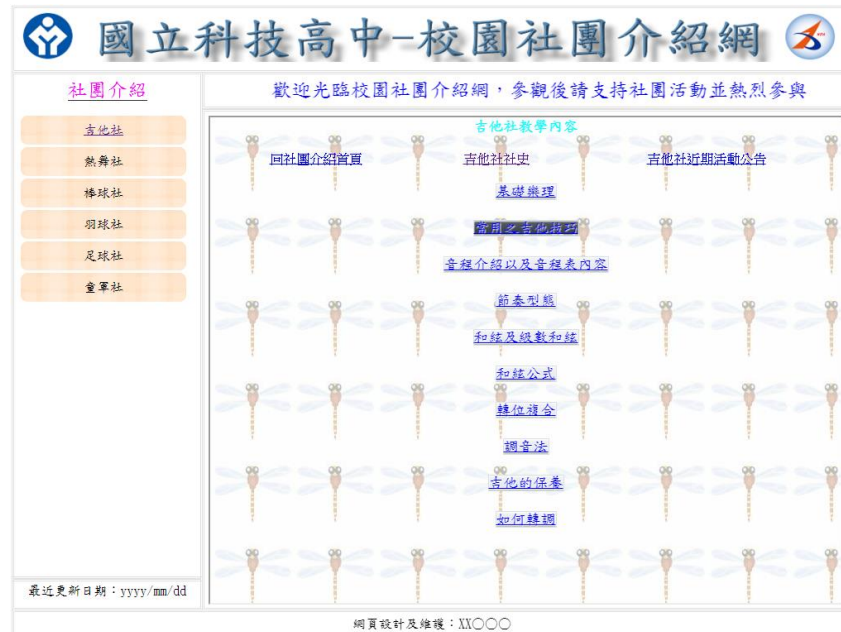 國立科技高中-校園社團介紹網
社團介紹
歡迎光臨校園社團介紹網，參觀後請支持社團活動並熱烈參與
吉他社
熱舞社
棒球社
羽球社
足球社
童軍社
吉他社教學內容
回社團介紹首頁 吉他社社史 吉他社近期活動公告
基礎樂理
常用之吉他技巧
音程介紹以及音程表內容
節奏型態
和絃及級數和絃
和絃公式
轉位複合
調音法
吉他的保養
如何轉調
最近更新日期：yyyy/mm/dd
網頁設計及維護：XX○○○